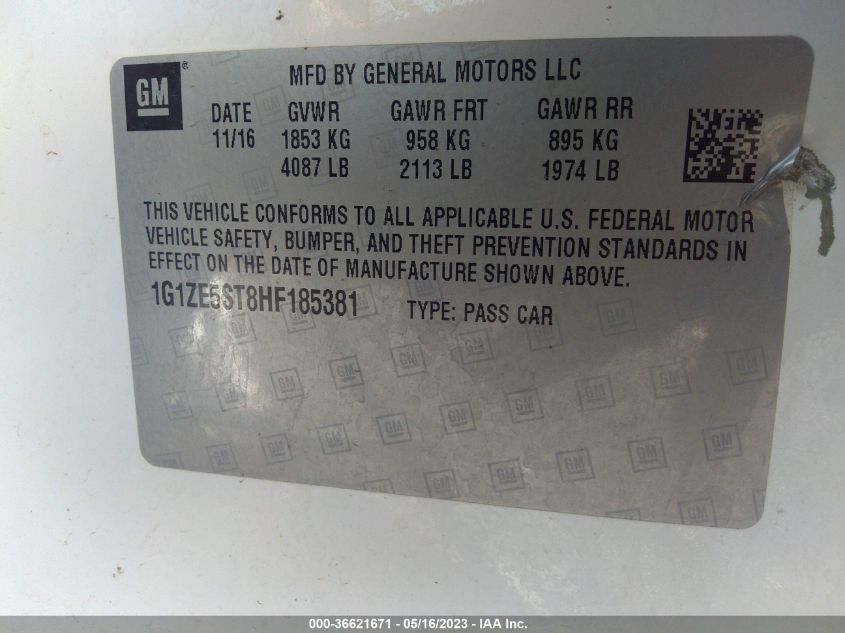 GM
MFD BY GENERAL MOTORS LLC
DATE GVWR GAWR FRT GAWR RR
11/16 1853 KG 958 KG 895 KG
4087 LB 2113 LB 1974 LB
THIS VEHICLE CONFORMS TO ALL APPLICABLE U.S. FEDERAL MOTOR
VEHICLE SAFETY, BUMPER, AND THEFT PREVENTION STANDARDS IN
EFFECT ON THE DATE OF MANUFACTURE SHOWN ABOVE.
1G1ZE5ST8HF185381 TYPE: PASS CAR
000-36621671 - 05/16/2023 - IAA Inc.